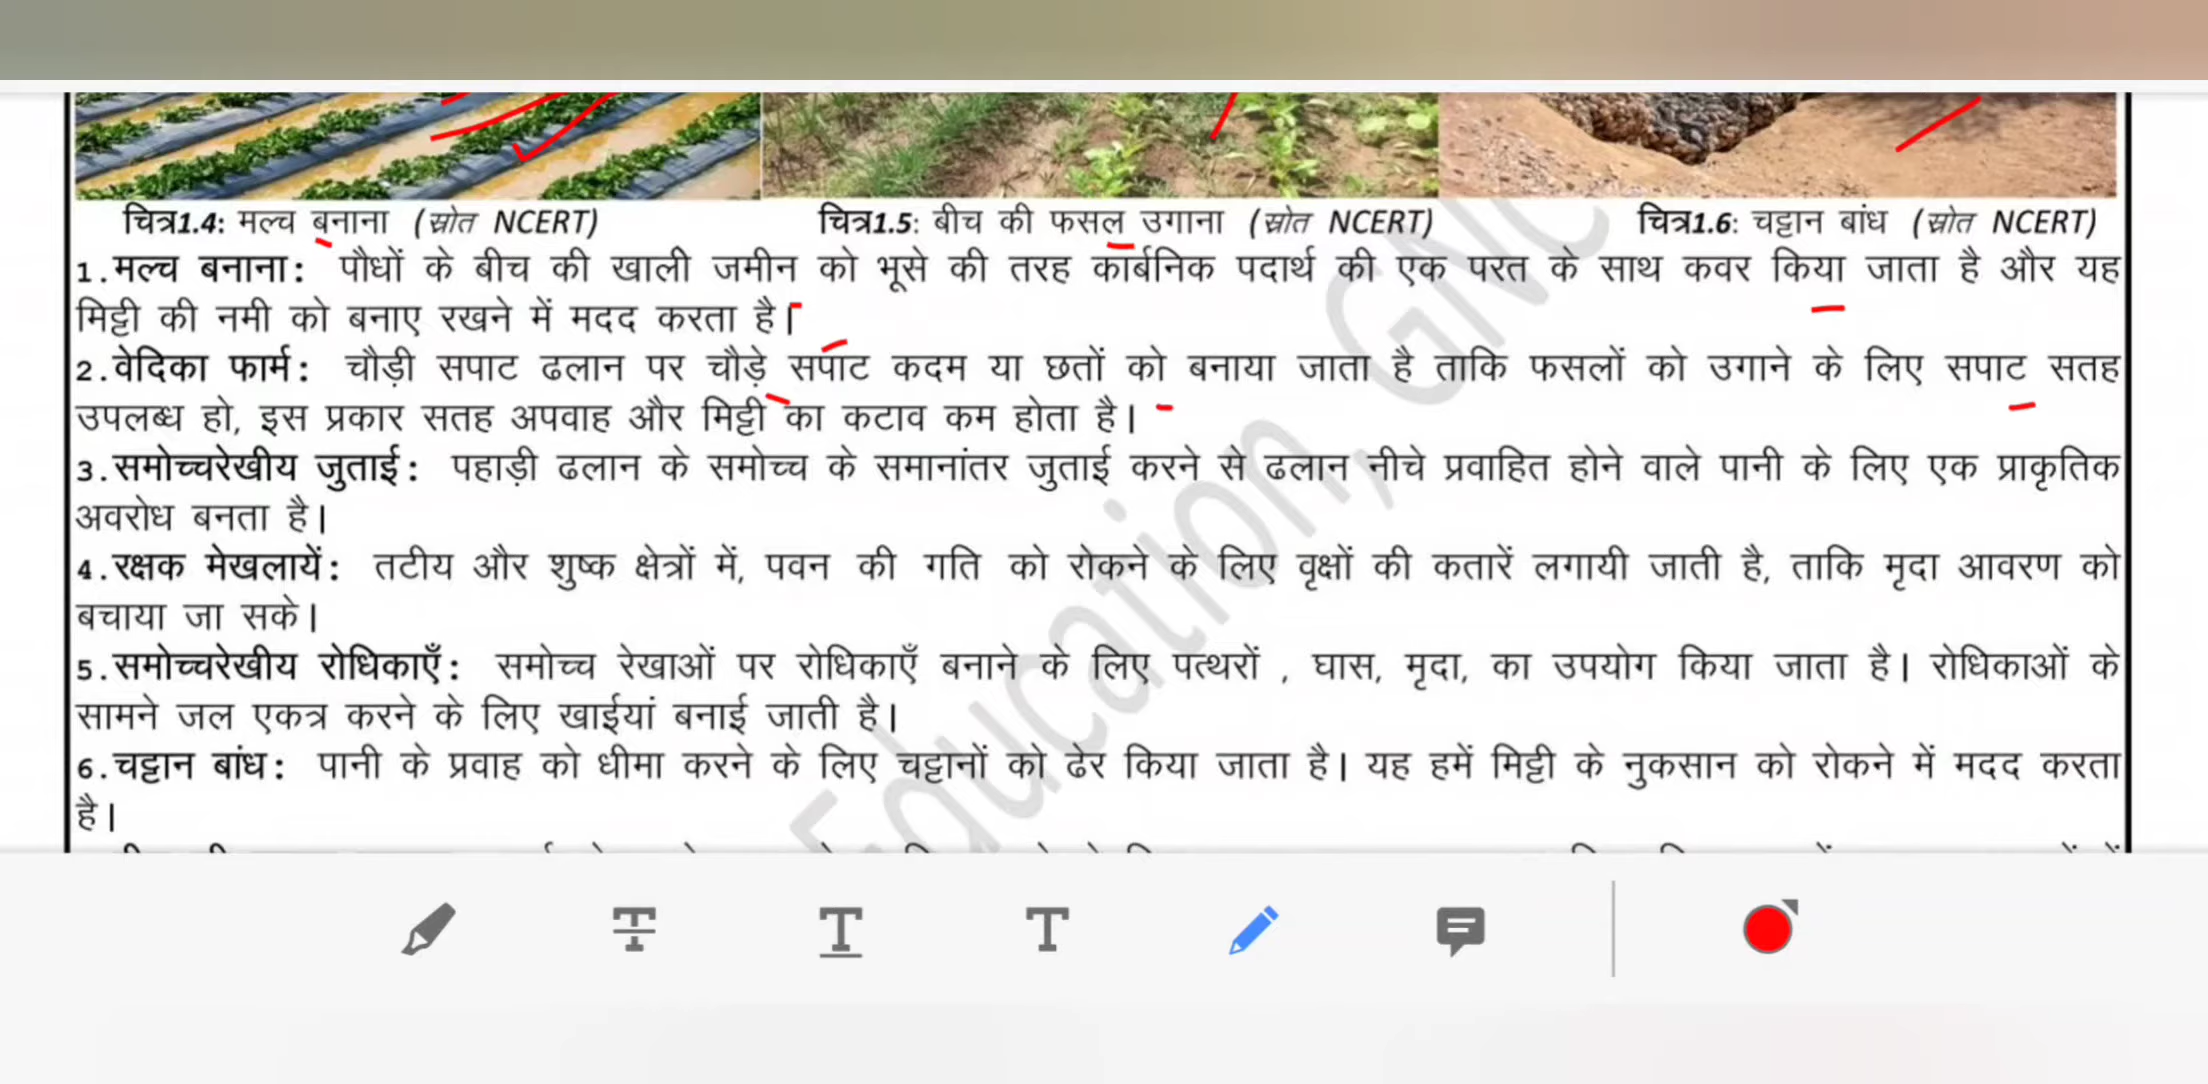 चित्र1.4: मल्च बनाना (स्रोत NCERT) चित्र1.5: बीच की फसल उगाना (स्रोत NCERT) चित्र1.6: चट्टान बांध (स्रोत NCERT)
1.मल्च बनाना: पौधों के बीच की खाली जमीन को भूसे की तरह कार्बनिक पदार्थ की एक परत के साथ कवर किया जाता है और यह
मिट्टी की नमी को बनाए रखने में मदद करता है।
2.वेदिका फार्म: चौड़ी सपाट ढलान पर चौड़े सपाट कदम या छतों को बनाया जाता है ताकि फसलों को उगाने के लिए सपाट सतह
उपलब्ध हो, इस प्रकार सतह अपवाह और मिट्टी का कटाव कम होता है।
3.समोच्चरेखीय जुताई: पहाड़ी ढलान के समोच्च के समानांतर जुताई करने से ढलान नीचे प्रवाहित होने वाले पानी के लिए एक प्राकृतिक
अवरोध बनता है।
4.रक्षक मेखलायें: तटीय और शुष्क क्षेत्रों में, पवन की गति को रोकने के लिए वृक्षों की कतारें लगायी जाती है, ताकि मृदा आवरण को
बचाया जा सके।
5.समोच्चरेखीय रोधिकाएँ: समोच्च रेखाओं पर रोधिकाएँ बनाने के लिए पत्थरों , घास, मृदा, का उपयोग किया जाता है। रोधिकाओं के
सामने जल एकत्र करने के लिए खाईयां बनाई जाती है।
6.चट्टान बांध: पानी के प्रवाह को धीमा करने के लिए चट्टानों को ढेर किया जाता है। यह हमें मिट्टी के नुकसान को रोकने में मदद करता
है।
Education, GNC